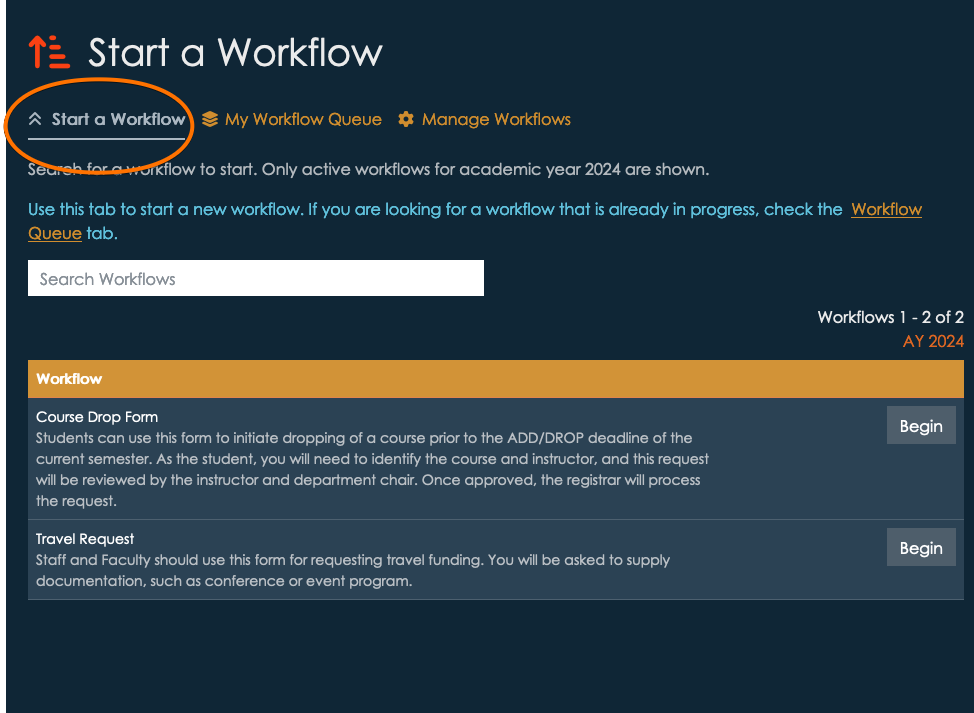 Start a Workflow
Start a Workflow My Workflow Queue Manage Workflows
Search for a workflow to start. Only active workflows for academic year 2024 are shown.
Use this tab to start a new workflow. If you are looking for a workflow that is already in progress, check the Workflow
Queue tab.
Search Workflows
Workflows 1 - 2 of 2
AY 2024
Workflow
Course Drop Form
Begin
Students can use this form to initiate dropping of a course prior to the ADD/DROP deadline of the
current semester. As the student, you will need to identify the course and instructor, and this request
will be reviewed by the instructor and department chair. Once approved, the registrar will process
the request.
Travel Request
Begin
Staff and Faculty should use this form for requesting travel funding. You will be asked to supply
documentation, such as conference or event program.